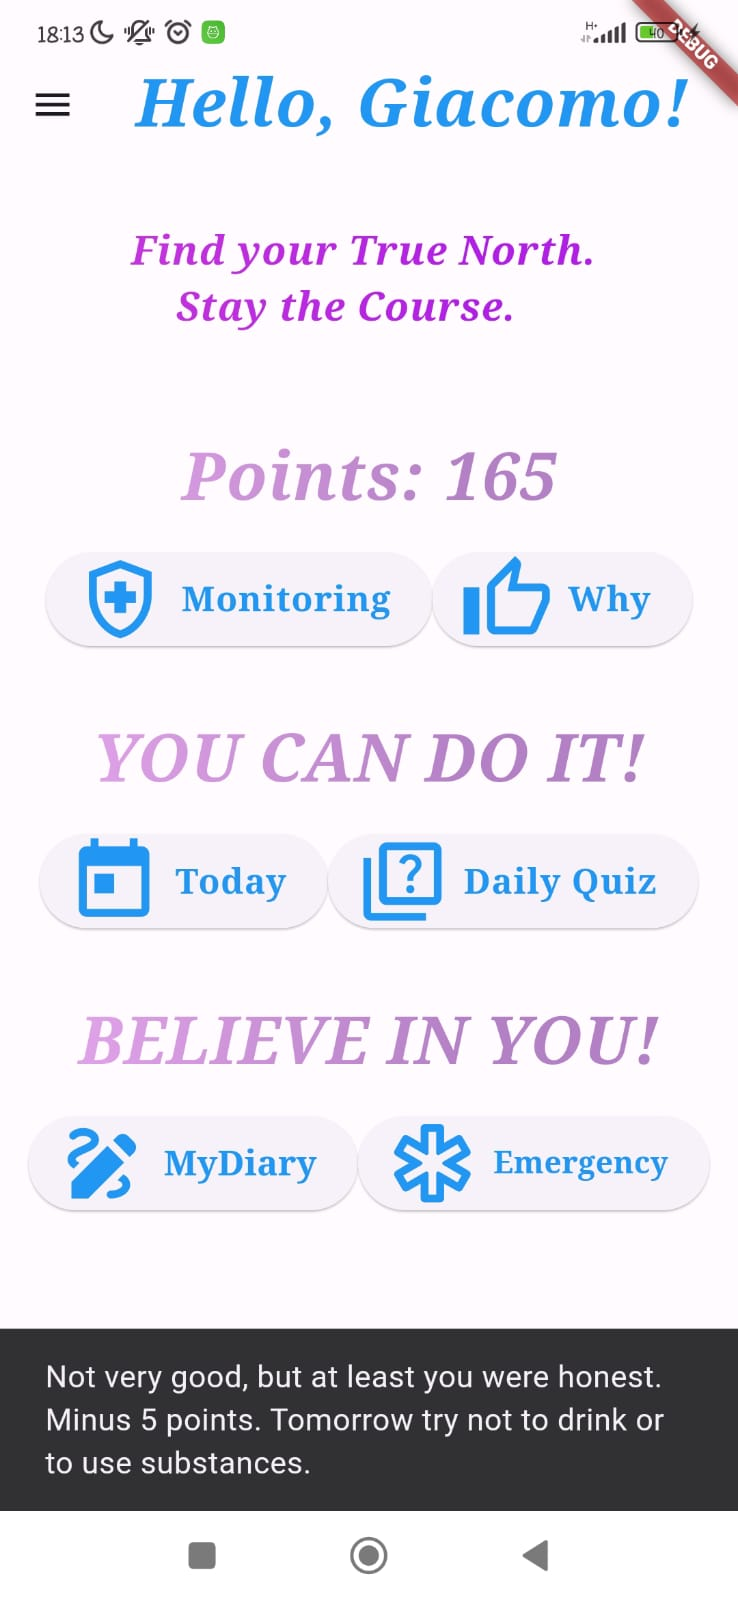 18:13
H+
40
DEBUG
Hello, Giacomo!
Find your True North.
Stay the Course.
Points: 165
Monitoring
Why
YOU CAN DO IT!
Today
? Daily Quiz
BELIEVE IN YOU!
MyDiary
Emergency
Not very good, but at least you were honest.
Minus 5 points. Tomorrow try not to drink or
to use substances.